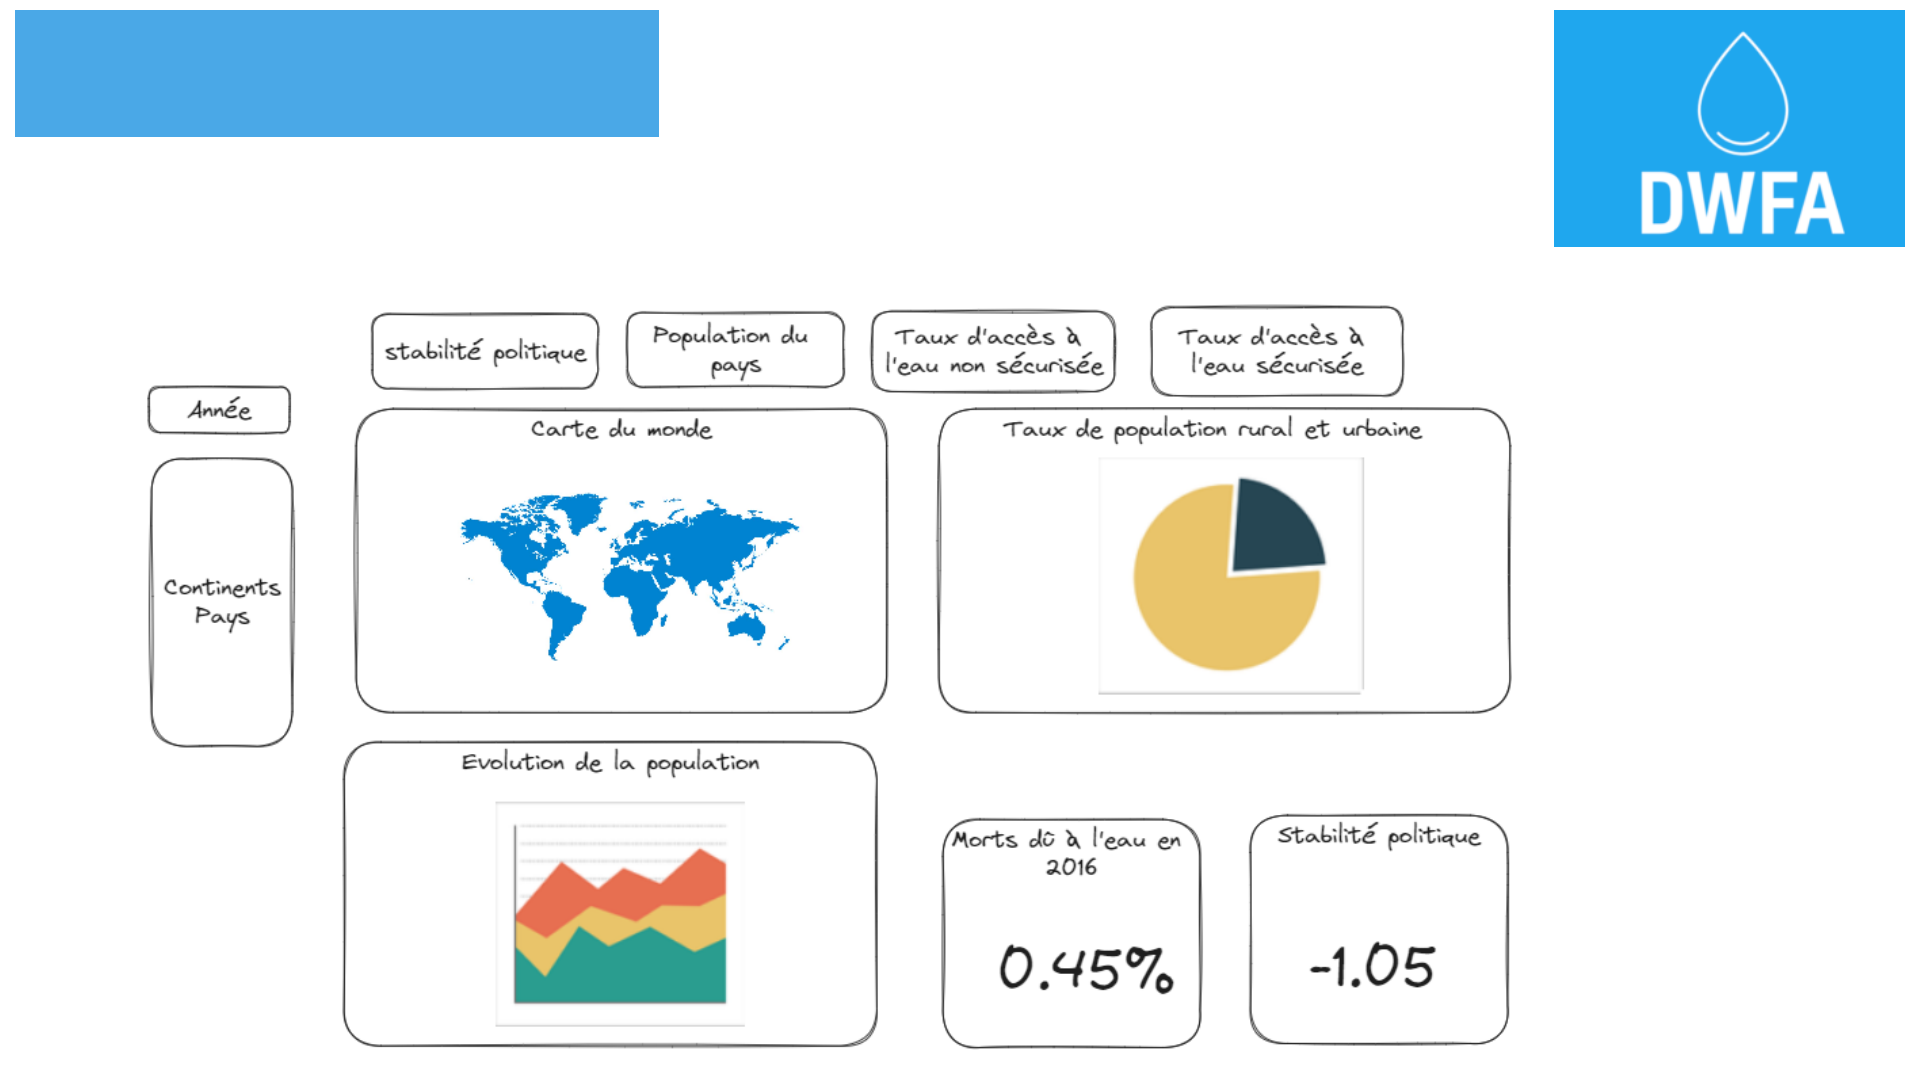 DWFA
stabilité politique
Population du
pays
Taux d'accès à
l'eau non sécurisée
Taux d'accès à
l'eau sécurisée
Année
Continents
Pays
Carte du monde
Taux de population rural et urbaine
Evolution de la population
Morts dû à l'eau en
2016
0.45%
Stabilité politique
-1.05